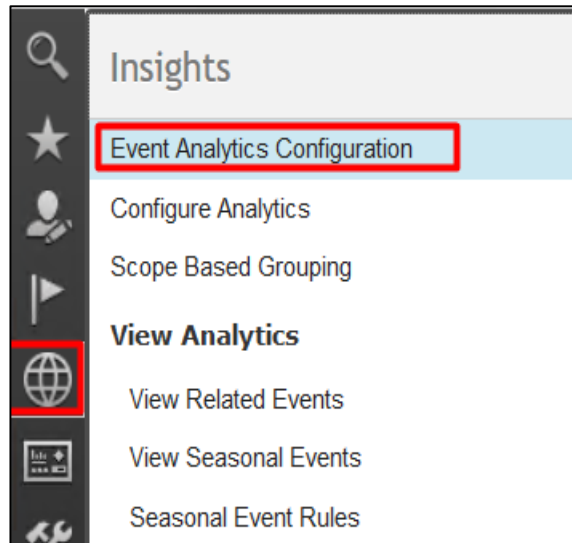 Insights
Event Analytics Configuration
Configure Analytics
Scope Based Grouping
View Analytics
View Related Events
View Seasonal Events
Seasonal Event Rules